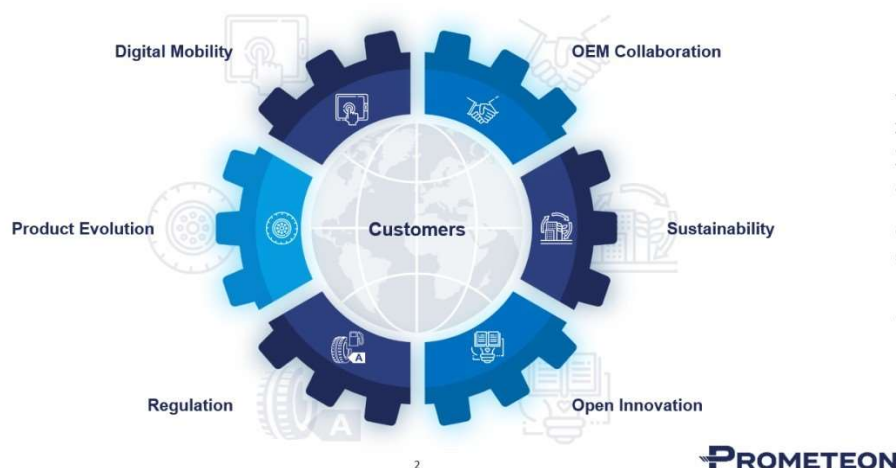 Digital Mobility
OEM Collaboration
Product Evolution
Customers
Sustainability
Regulation
A
A
Open Innovation
2
PROMETEON